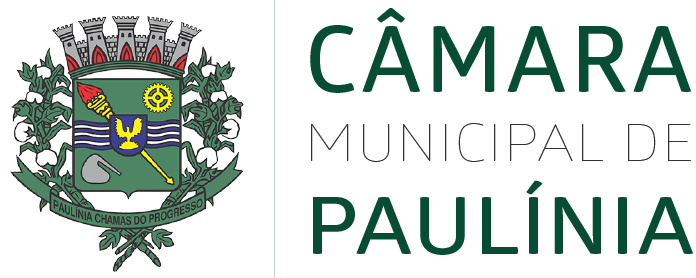 PAULÍNIA CHAMAS DO PROGRESSO
CÂMARA
MUNICIPAL DE
PAULÍNIA